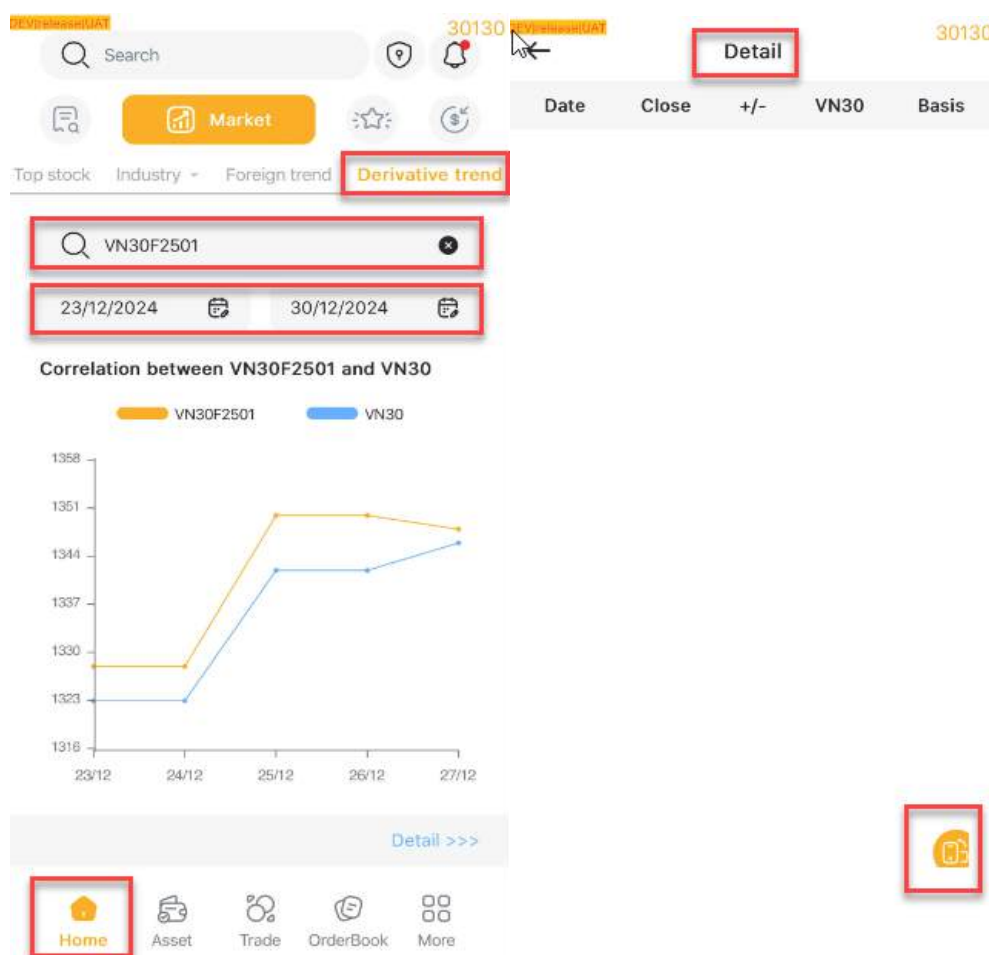 DEV|release|UAT
30130
Search
Market
Top stock Industry Foreign trend Derivative trend
VN30F2501
23/12/2024 30/12/2024
Correlation between VN30F2501 and VN30
VN30F2501 VN30
1358
1351
1344
1337
1330
1323
1316
23/12 24/12 25/12 26/12 27/12
Detail >>>
Home Asset Trade OrderBook More
EV|release|UAT
30130
Detail
Date Close +/- VN30 Basis